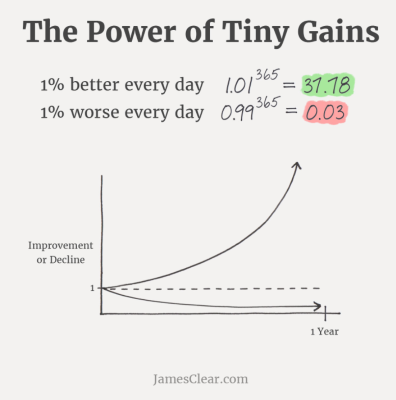 The Power of Tiny Gains
1% better every day 1.01^365 = 37.78
1% worse every day 0.99^365 = 0.03
Improvement
or Decline
1
1 Year
JamesClear.com